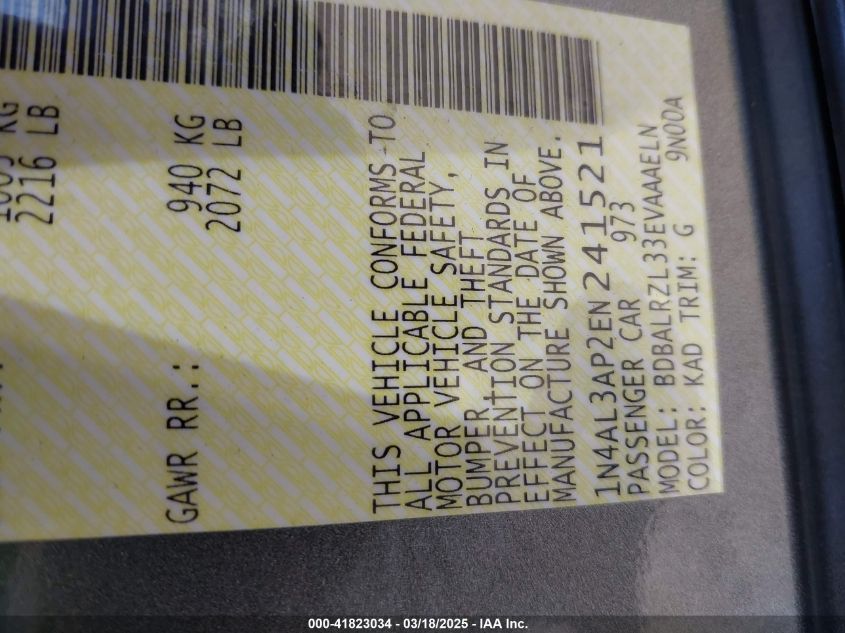 2216 LB
GAWR RR.: 940 KG
2072 LB
THIS VEHICLE CONFORMS TO
ALL APPLICABLE FEDERAL
MOTOR VEHICLE SAFETY,
BUMPER, AND THEFT
PREVENTION STANDARDS IN
EFFECT ON THE DATE OF
MANUFACTURE SHOWN ABOVE.
1N4AL3AP2EN241521
PASSENGER CAR 973
MODEL: BDBALRZL33EVAAAELN
COLOR: KAD TRIM: G 9N00A
000-41823034 - 03/18/2025 - IAA Inc.